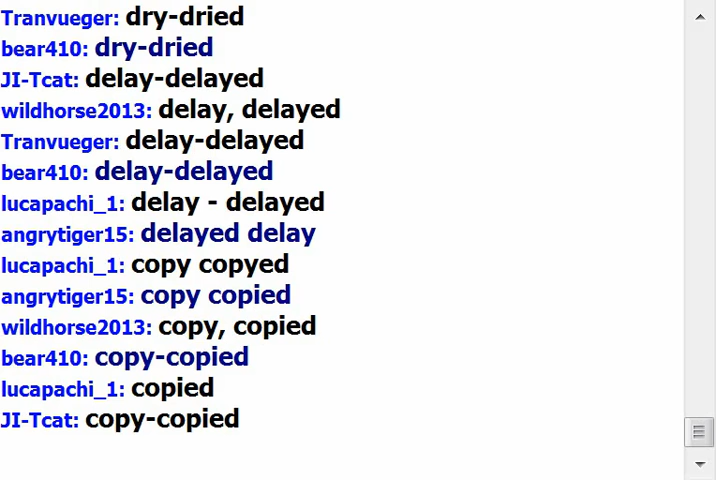 Tranvueger: dry-dried
bear410: dry-dried
JI-Tcat: delay-delayed
wildhorse2013: delay, delayed
Tranvueger: delay-delayed
bear410: delay-delayed
lucapachi_1: delay - delayed
angrytiger15: delayed delay
lucapachi_1: copy copyed
angrytiger15: copy copied
wildhorse2013: copy, copied
bear410: copy-copied
lucapachi_1: copied
JI-Tcat: copy-copied